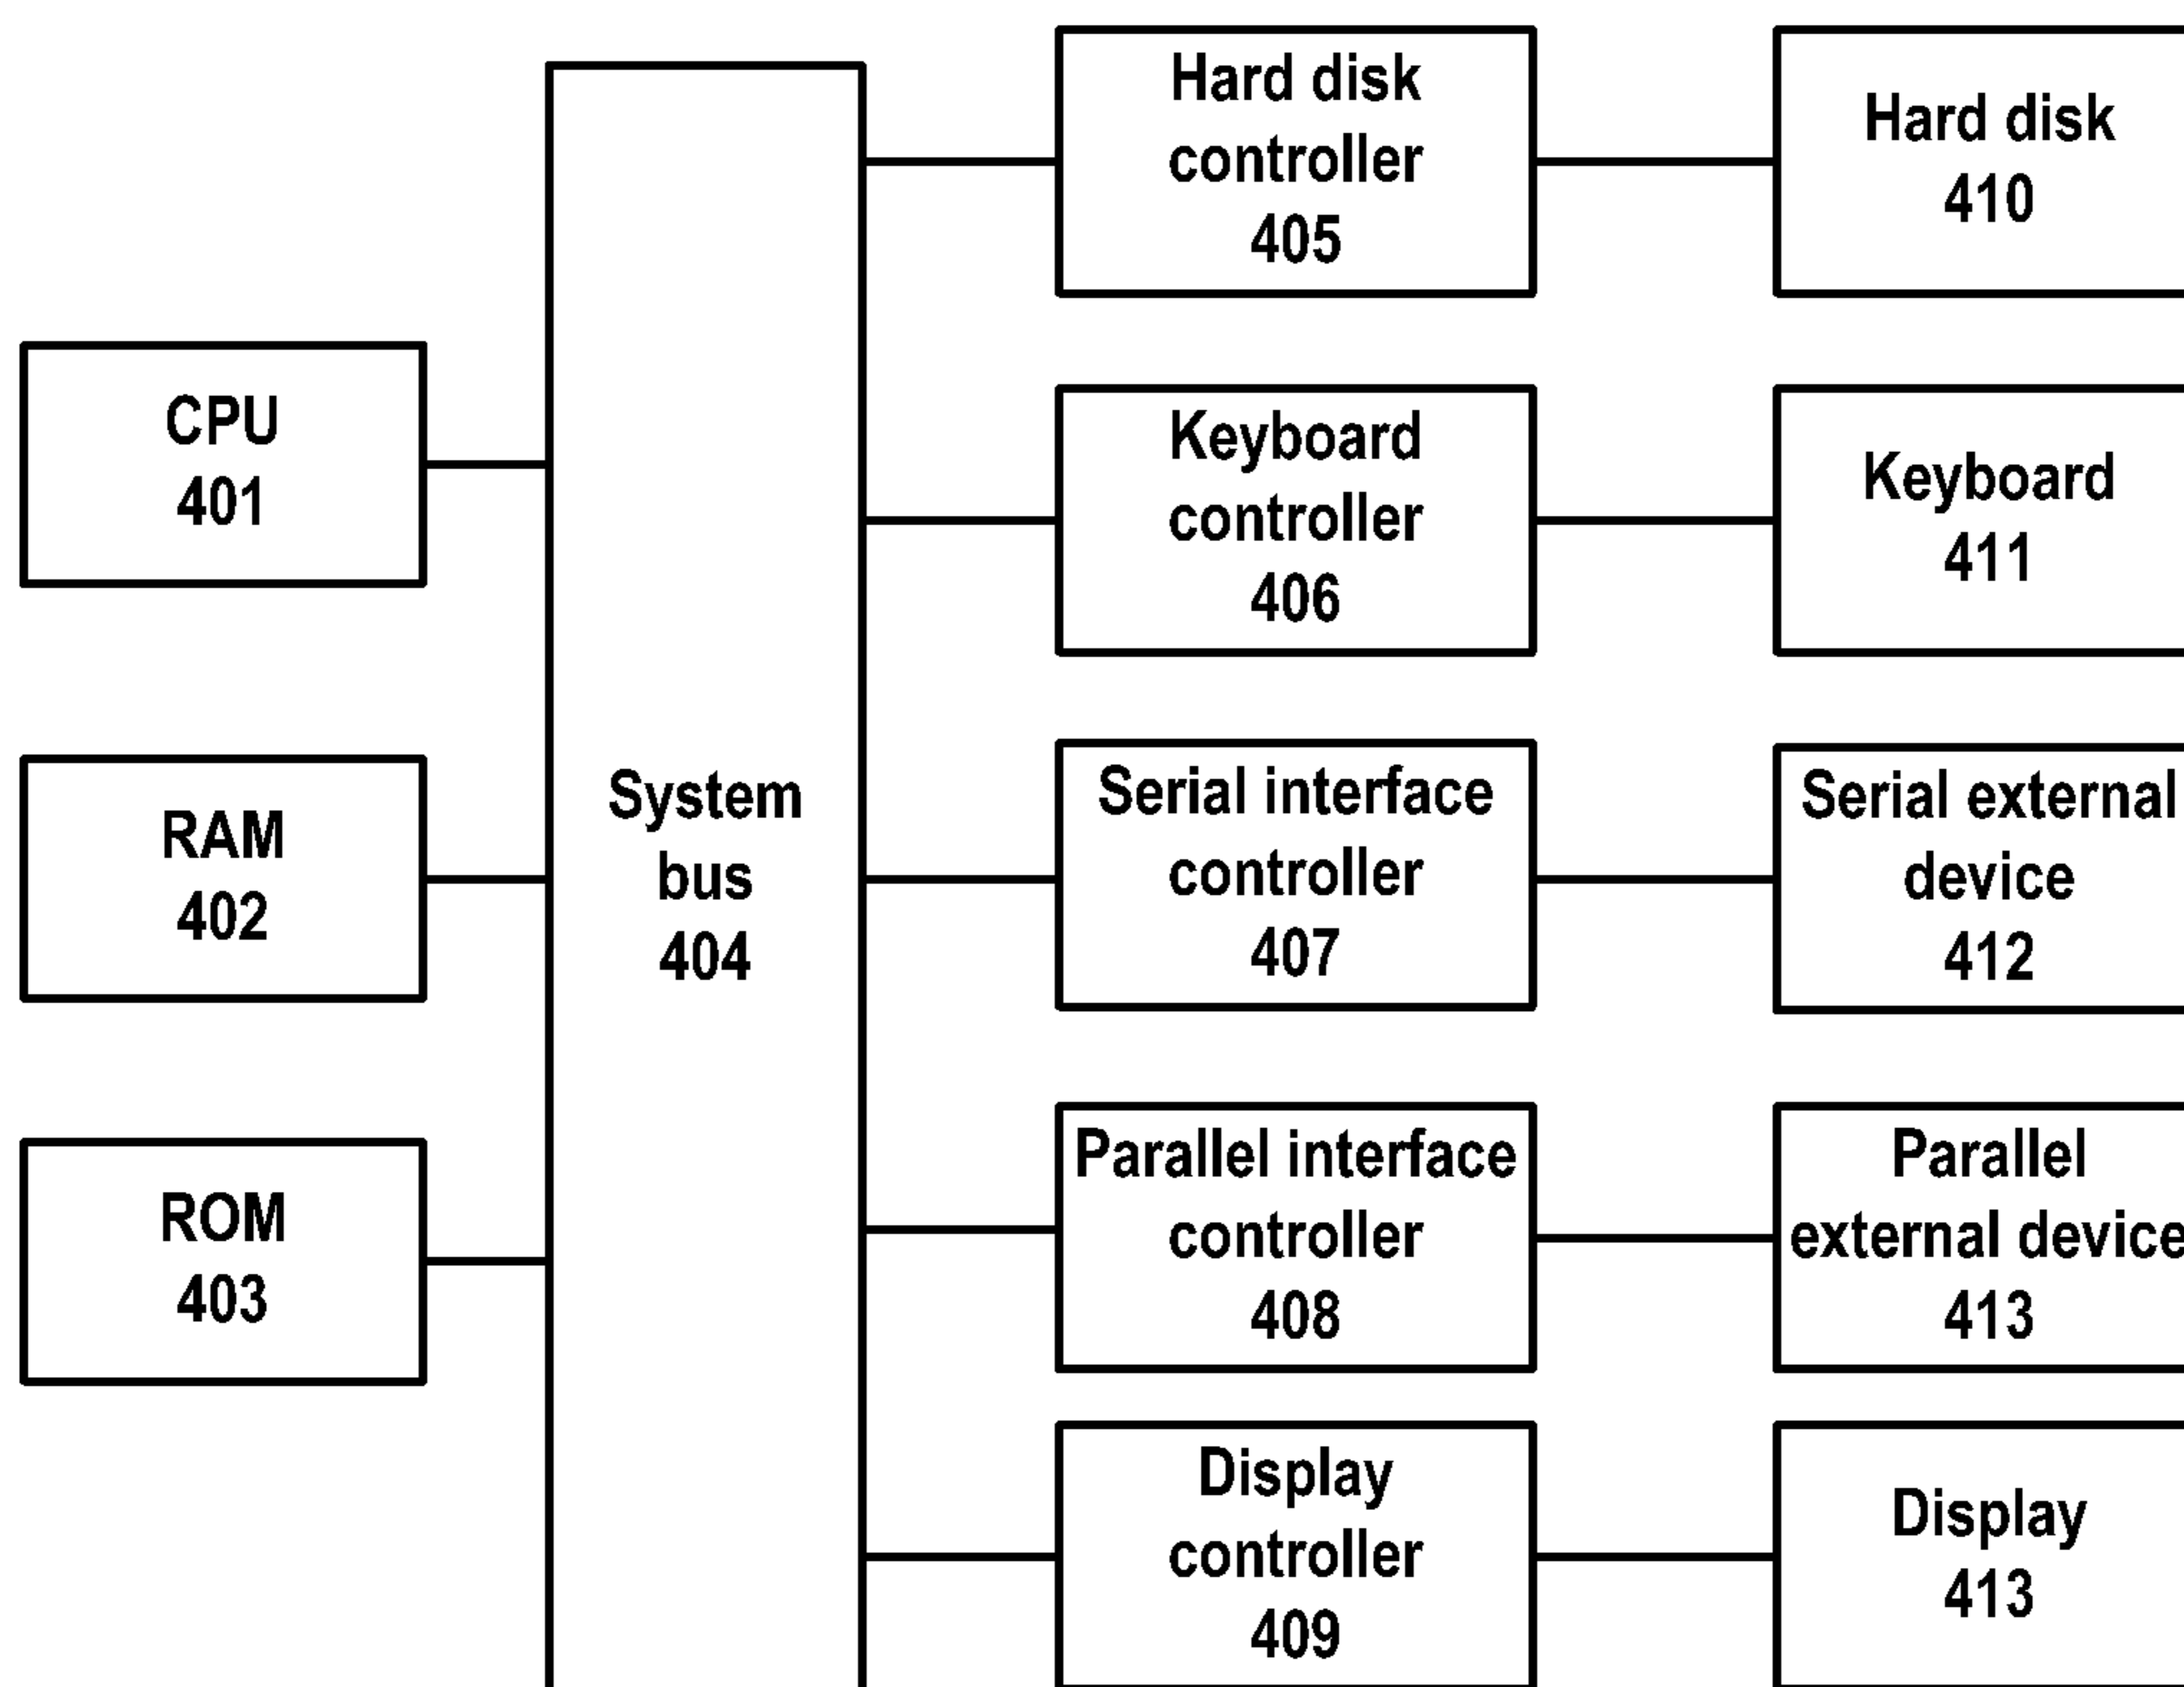 CPU
401
RAM
402
ROM
403
System
bus
404
Hard disk
controller
405
Keyboard
controller
406
Serial interface
controller
407
Parallel interface
controller
408
Display
controller
409
Hard disk
410
Keyboard
411
Serial external
device
412
Parallel
external device
413
Display
413